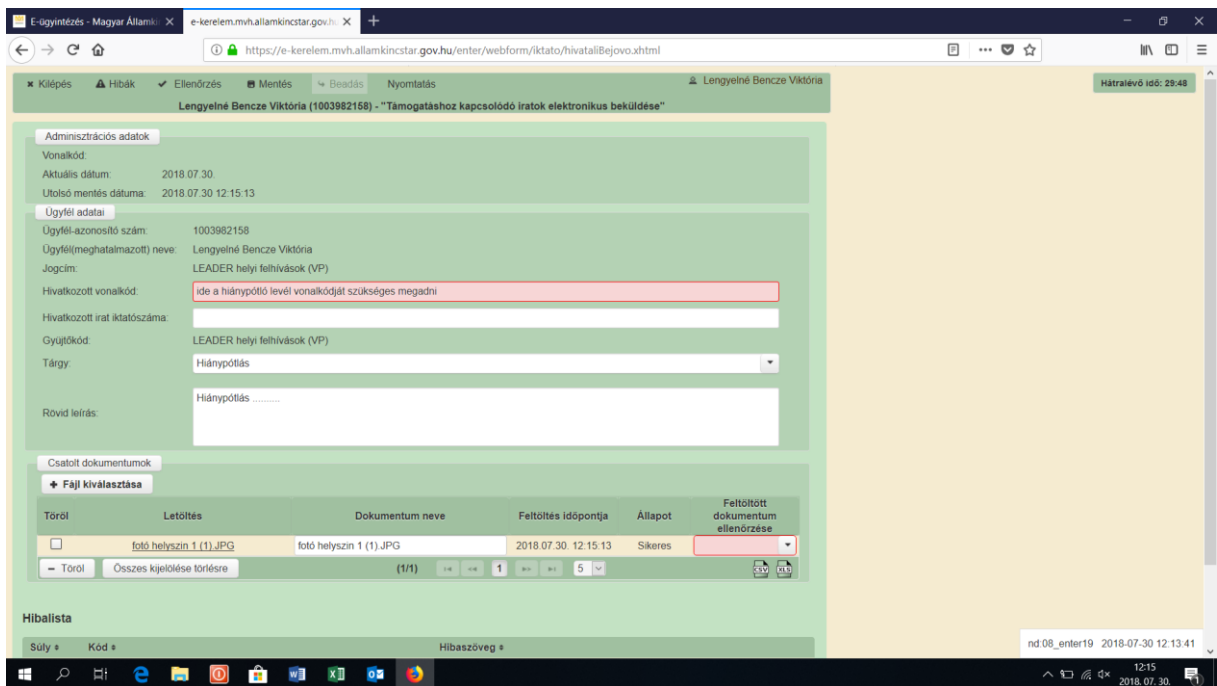 E-ügyintézés - Magyar Államki
e-kerelem.mvh.allamkincstar.gov.h
https://e-kerelem.mvh.allamkincstar.gov.hu/enter/webform/iktato/hivataliBejovo.xhtml
Kilépés Hibák Ellenőrzés Mentés Beadás Nyomtatás Lengyelné Bencze Viktória
Hátralévő idő: 29:48
Lengyelné Bencze Viktória (1003982158) - "Támogatáshoz kapcsolódó iratok elektronikus beküldése"
Adminisztrációs adatok
Vonalkód:
Aktuális dátum: 2018.07.30.
Utolsó mentés dátuma: 2018.07.30 12:15:13
Ügyfél adatai
Ügyfél-azonosító szám: 1003982158
Ügyfél(meghatalmazott) neve: Lengyelné Bencze Viktória
Jogcím: LEADER helyi felhívások (VP)
Hivatkozott vonalkód: ide a hiánypótló levél vonalkódját szükséges megadni
Hivatkozott irat iktatószáma:
Gyűjtőkód: LEADER helyi felhívások (VP)
Tárgy: Hiánypótlás
Hiánypótlás ..........
Rövid leírás:
Csatolt dokumentumok
+ Fájl kiválasztása
Töröl Letöltés Dokumentum neve Feltöltés időpontja Állapot Feltöltött dokumentum ellenőrzése
fotó helyszin 1 (1).JPG fotó helyszin 1 (1).JPG 2018.07.30. 12:15:13 Sikeres
− Töröl Összes kijelölése törlésre (1/1) 1 5 CSV XLS
Hibalista
Súly Kód Hibaszöveg
nd:08_enter19 2018-07-30 12:13:41
12:15
2018. 07. 30.